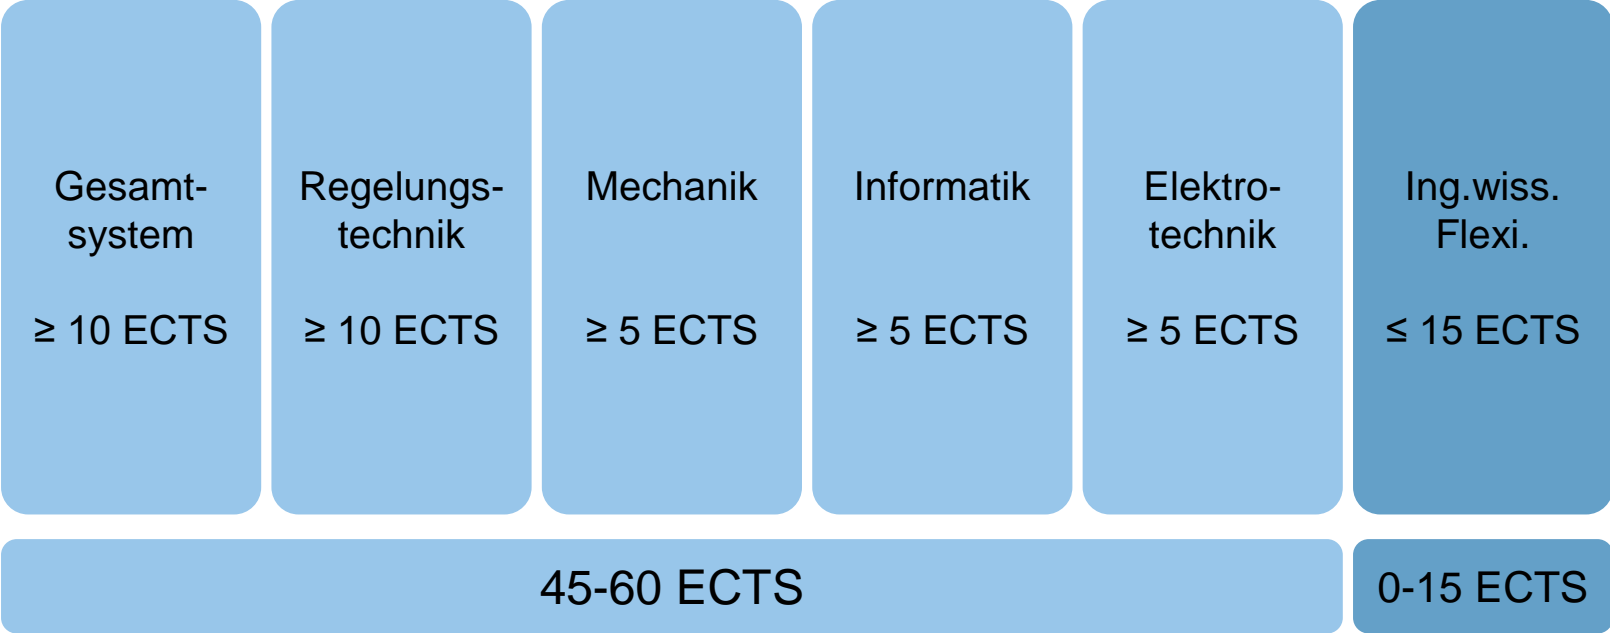 Gesamt-
system
≥ 10 ECTS
Regelungs-
technik
≥ 10 ECTS
Mechanik
≥ 5 ECTS
Informatik
≥ 5 ECTS
Elektro-
technik
≥ 5 ECTS
Ing.wiss.
Flexi.
≤ 15 ECTS
45-60 ECTS
0-15 ECTS